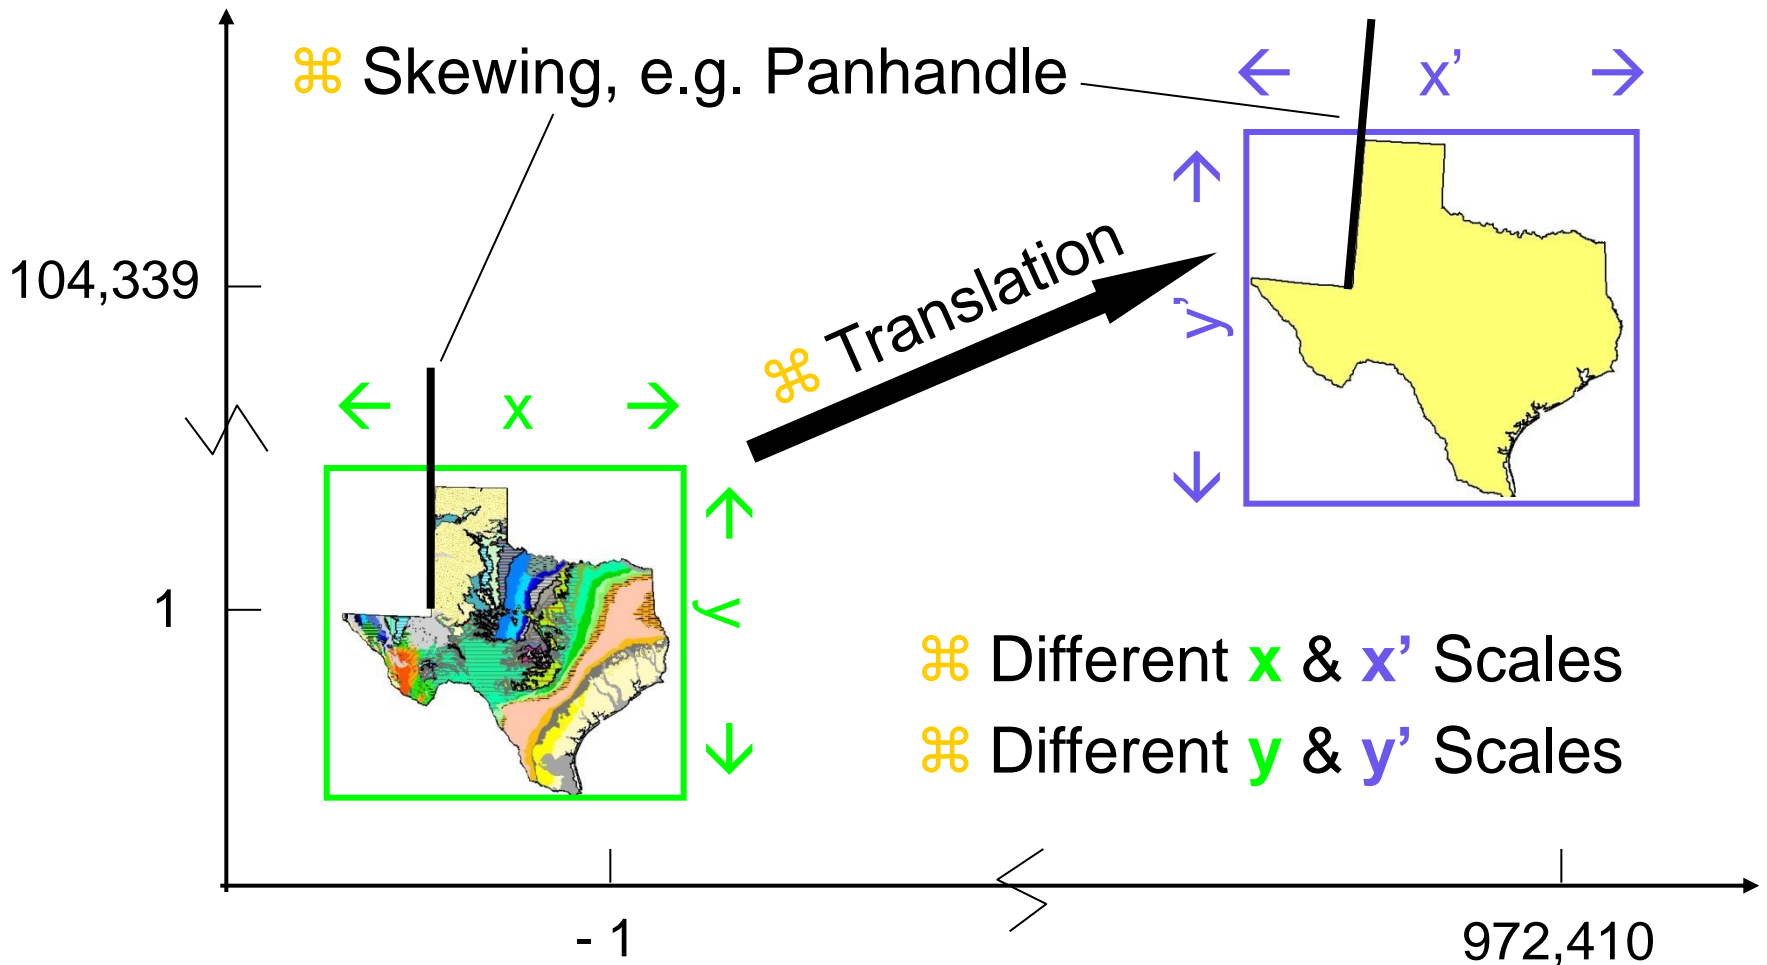 ⌘ Skewing, e.g. Panhandle
← x’ →
104,339
⌘ Translation
← y’ →
← x →
← y →
1
⌘ Different x & x’ Scales
⌘ Different y & y’ Scales
- 1
972,410